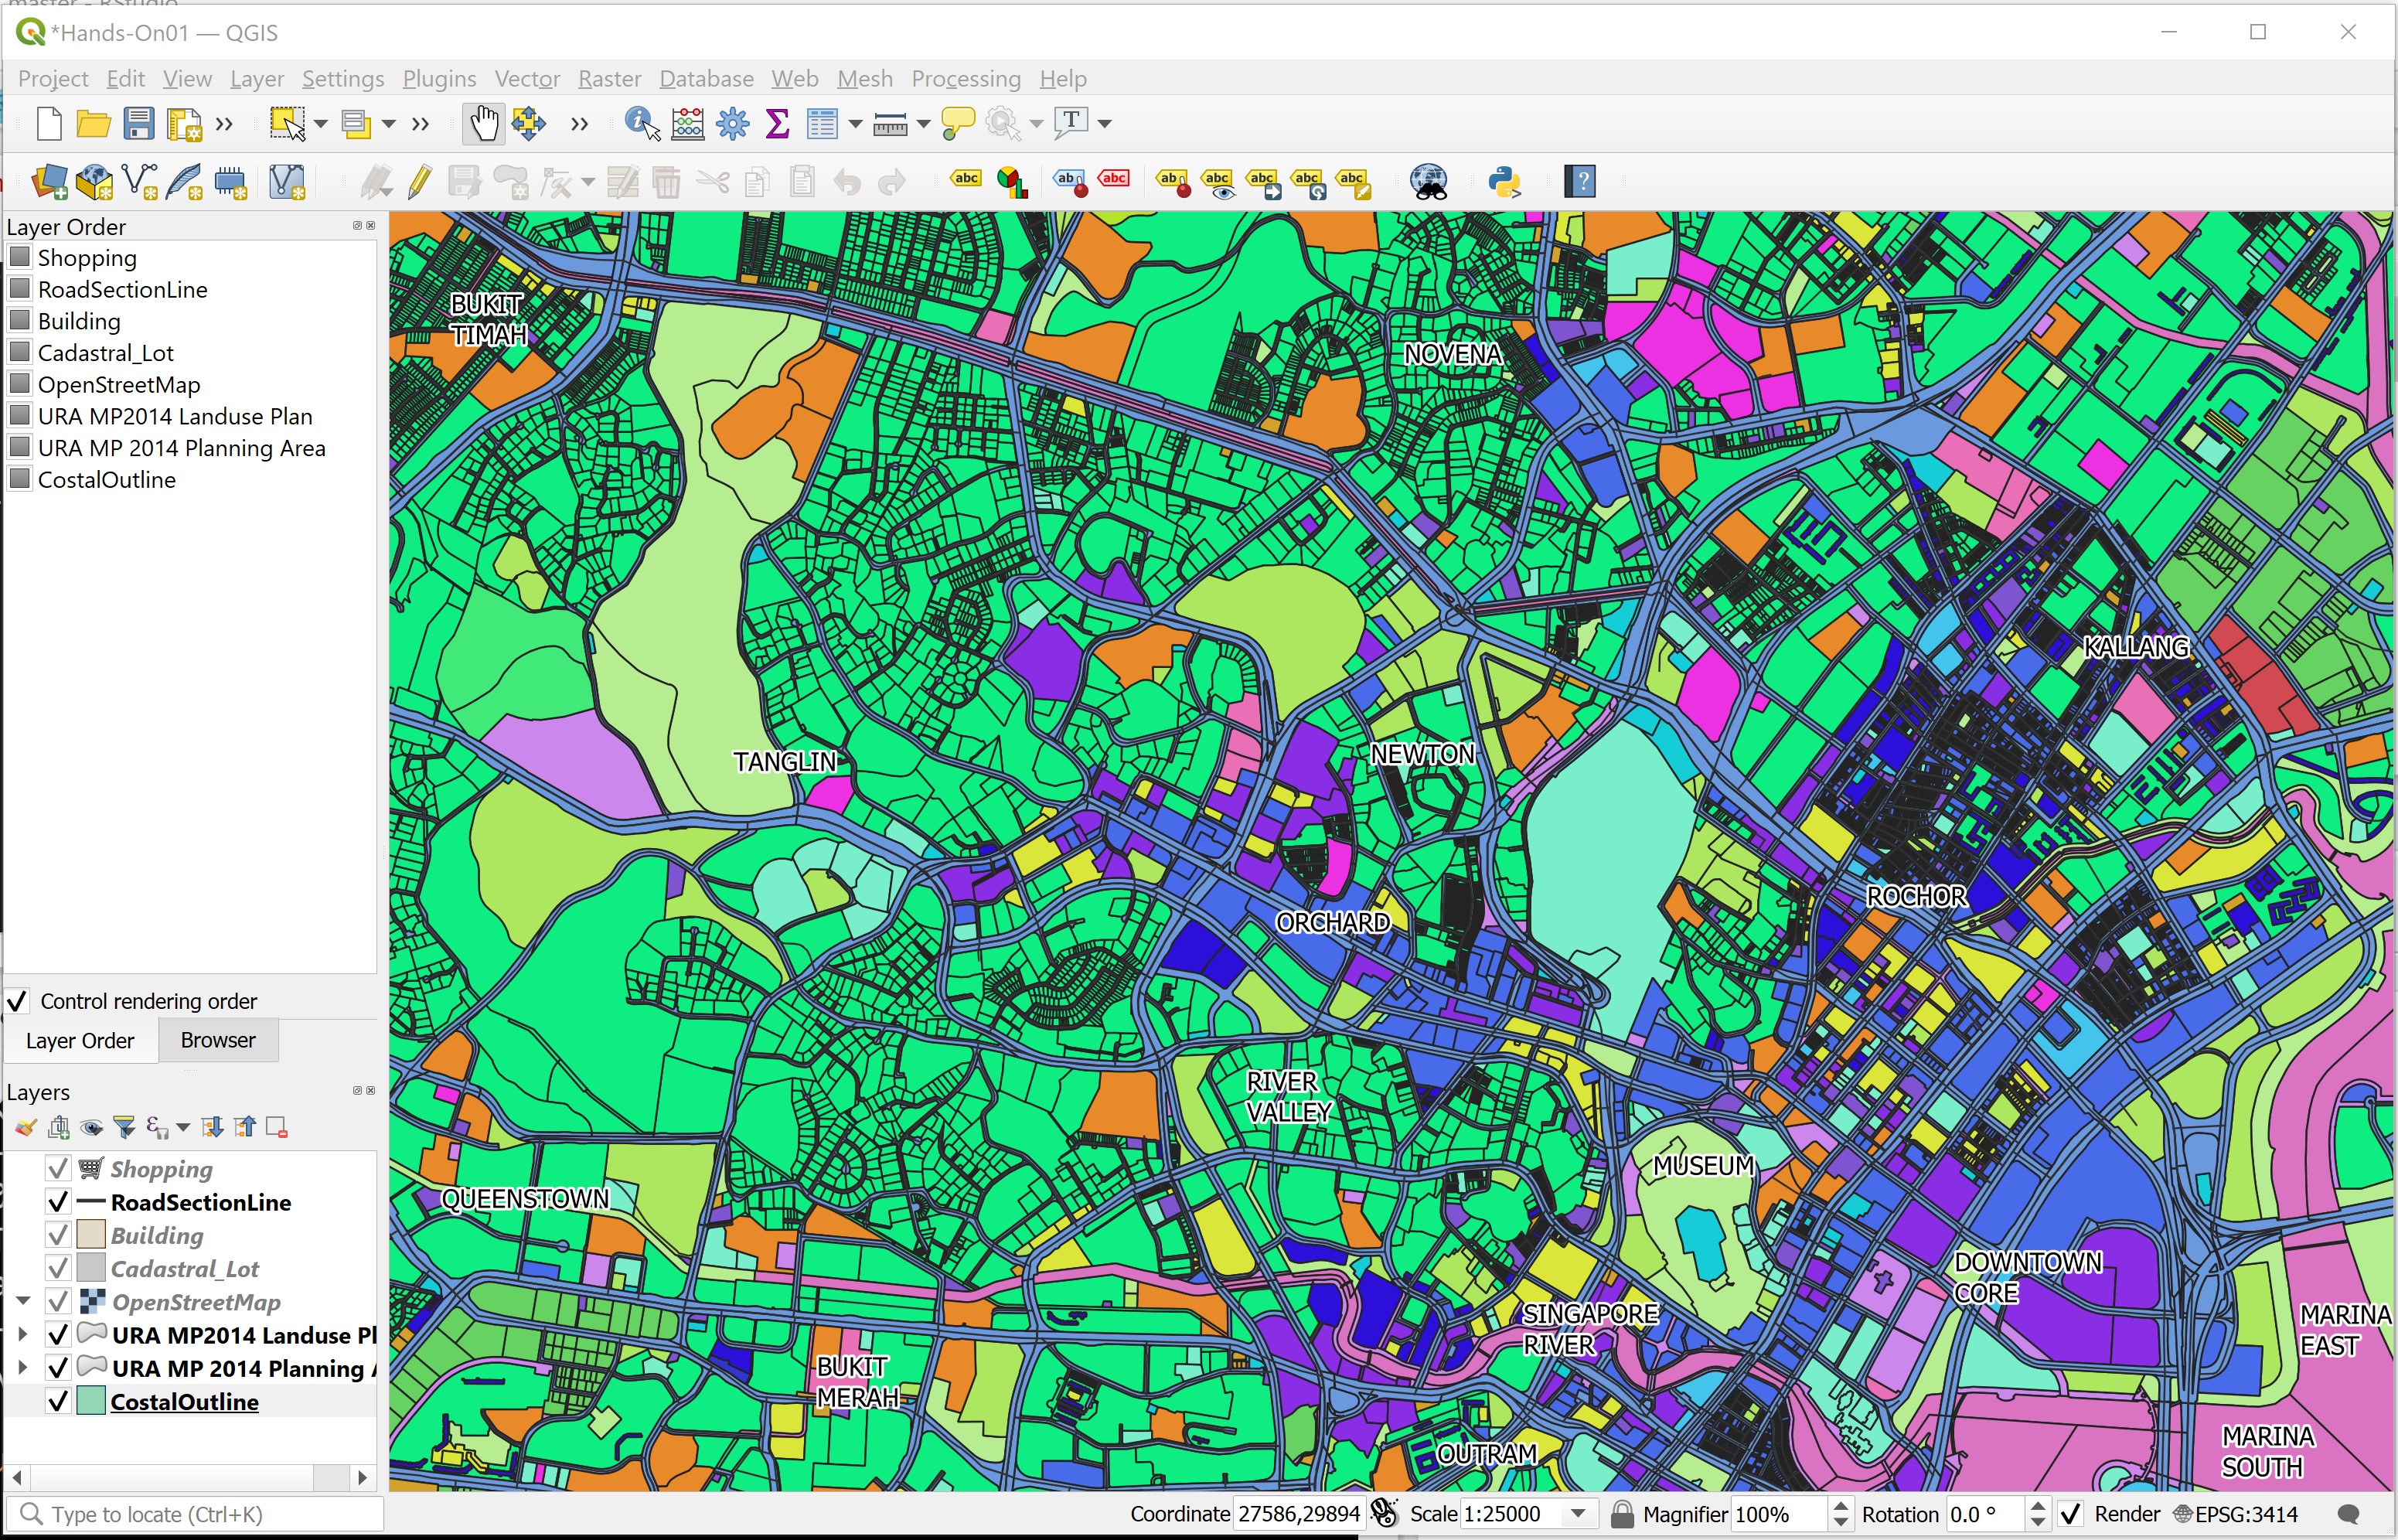 *Hands-On01 — QGIS
Project Edit View Layer Settings Plugins Vector Raster Database Web Mesh Processing Help
Layer Order
Shopping
RoadSectionLine
Building
Cadastral_Lot
OpenStreetMap
URA MP2014 Landuse Plan
URA MP 2014 Planning Area
CostalOutline
Control rendering order
Layer Order Browser
Layers
Shopping
RoadSectionLine
Building
Cadastral_Lot
OpenStreetMap
URA MP2014 Landuse Pl
URA MP 2014 Planning A
CostalOutline
BUKIT
TIMAH
NOVENA
KALLANG
TANGLIN
NEWTON
ROCHOR
ORCHARD
RIVER
VALLEY
MUSEUM
QUEENSTOWN
DOWNTOWN
CORE
SINGAPORE
RIVER
MARINA
EAST
BUKIT
MERAH
OUTRAM
MARINA
SOUTH
Type to locate (Ctrl+K)
Coordinate 27586,29894 Scale 1:25000 Magnifier 100% Rotation 0.0 ° Render EPSG:3414